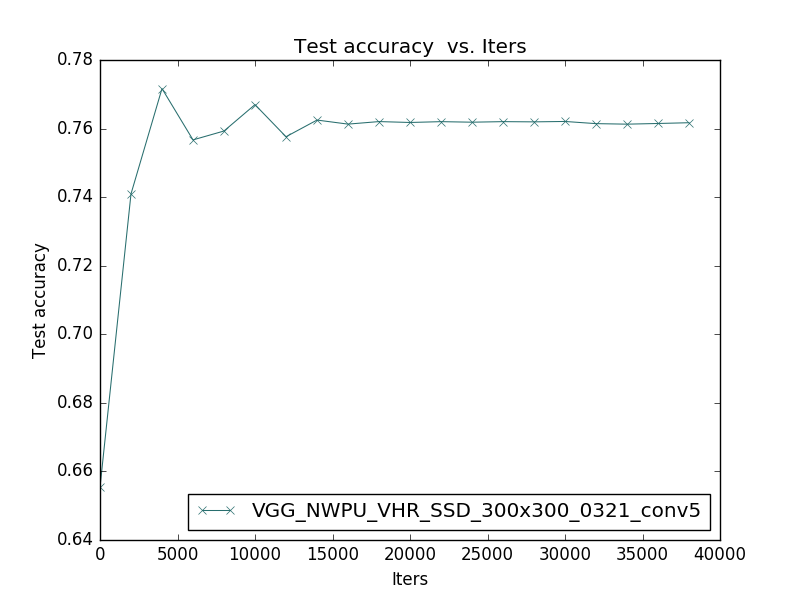 Test accuracy  vs. Iters
0.78
0.76
0.74
0.72
0.70
0.68
0.66
0.64
Test accuracy
VGG_NWPU_VHR_SSD_300x300_0321_conv5
0 5000 10000 15000 20000 25000 30000 35000 40000
Iters